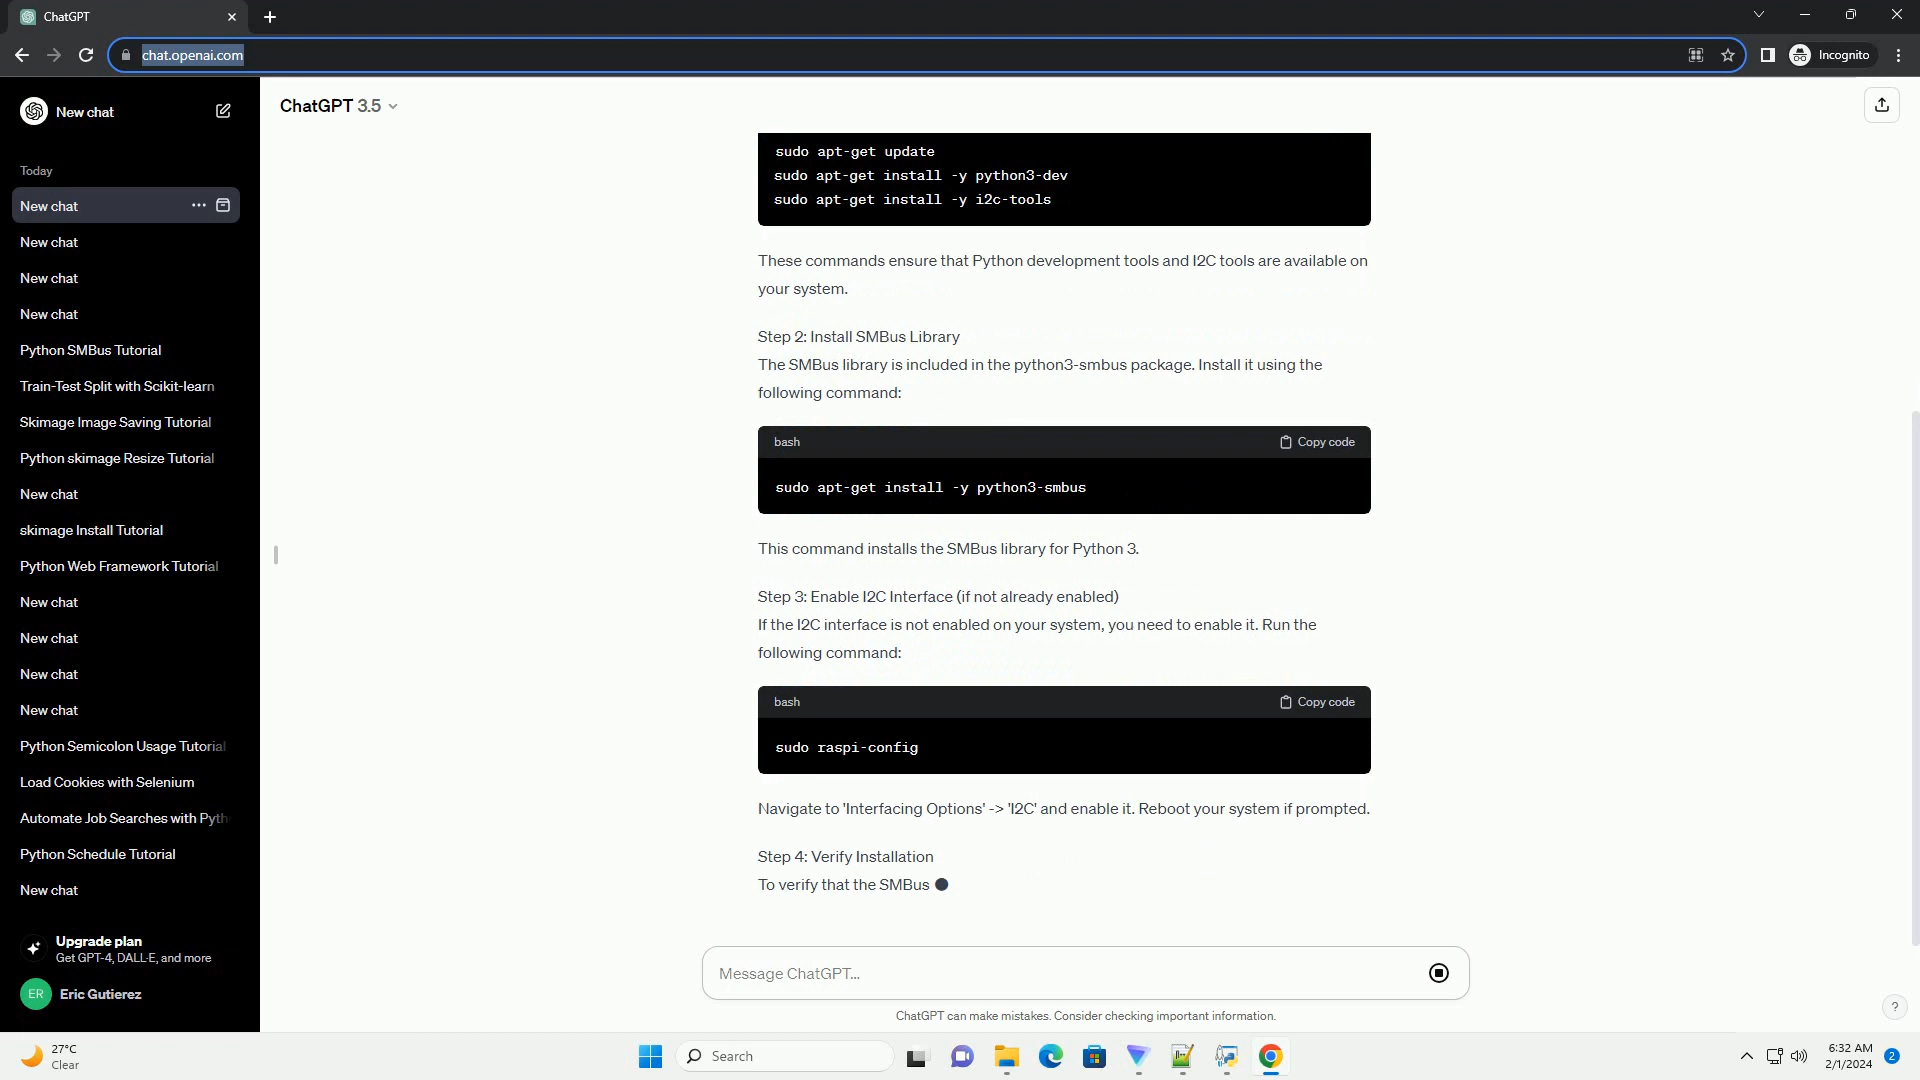 ChatGPT
chat.openai.com
Incognito
New chat
ChatGPT 3.5
Today
New chat
New chat
New chat
New chat
Python SMBus Tutorial
Train-Test Split with Scikit-learn
Skimage Image Saving Tutorial
Python skimage Resize Tutorial
New chat
skimage Install Tutorial
Python Web Framework Tutorial
New chat
New chat
New chat
New chat
Python Semicolon Usage Tutorial
Load Cookies with Selenium
Automate Job Searches with Pyth
Python Schedule Tutorial
New chat
Upgrade plan
Get GPT-4, DALL·E, and more
ER
Eric Gutierez
sudo apt-get update
sudo apt-get install -y python3-dev
sudo apt-get install -y i2c-tools
These commands ensure that Python development tools and I2C tools are available on
your system.
Step 2: Install SMBus Library
The SMBus library is included in the python3-smbus package. Install it using the
following command:
bash
Copy code
sudo apt-get install -y python3-smbus
This command installs the SMBus library for Python 3.
Step 3: Enable I2C Interface (if not already enabled)
If the I2C interface is not enabled on your system, you need to enable it. Run the
following command:
bash
Copy code
sudo raspi-config
Navigate to 'Interfacing Options' -> 'I2C' and enable it. Reboot your system if prompted.
Step 4: Verify Installation
To verify that the SMBus
Message ChatGPT...
ChatGPT can make mistakes. Consider checking important information.
?
27°C
Clear
Search
6:32 AM
2/1/2024
2